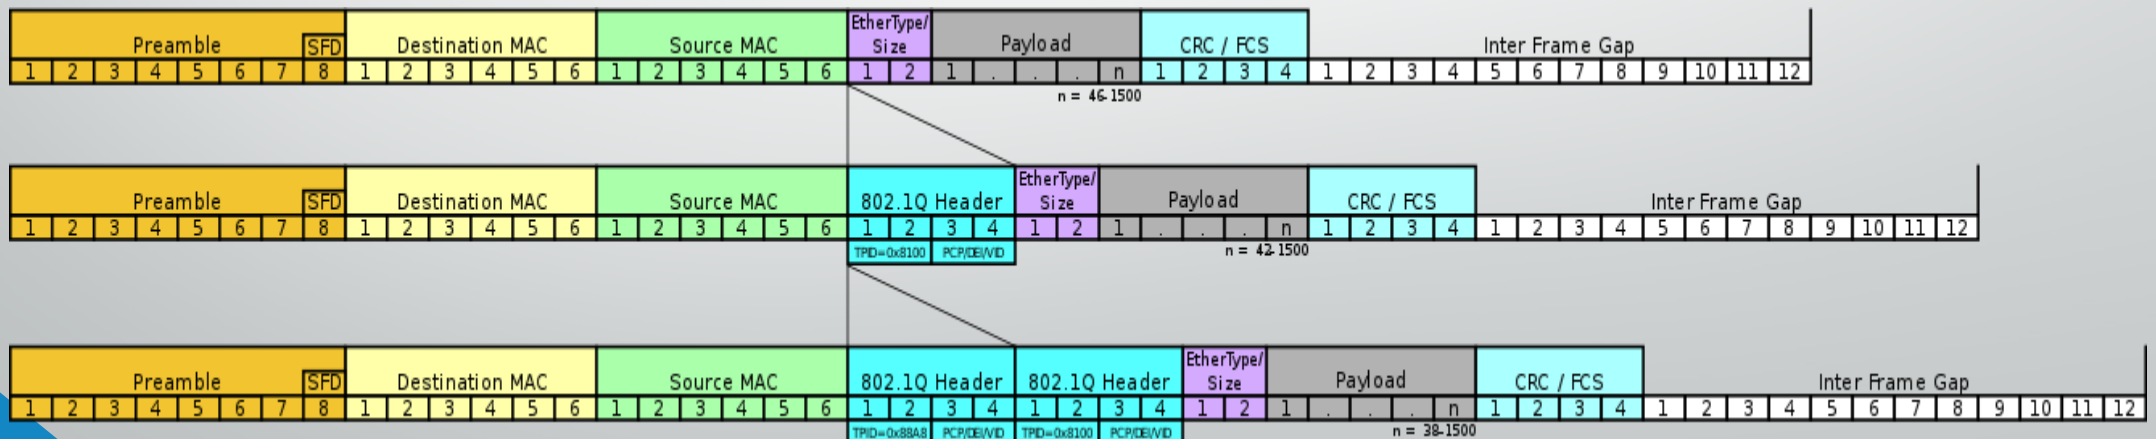 EtherType/
Preamble SFD Destination MAC Source MAC Size Payload CRC / FCS Inter Frame Gap
1 2 3 4 5 6 7 8 1 2 3 4 5 6 1 2 3 4 5 6 1 2 1 . . . n 1 2 3 4 1 2 3 4 5 6 7 8 9 10 11 12
n = 46-1500
EtherType/
Preamble SFD Destination MAC Source MAC 802.1Q Header Size Payload CRC / FCS Inter Frame Gap
1 2 3 4 5 6 7 8 1 2 3 4 5 6 1 2 3 4 5 6 1 2 3 4 1 2 1 . . . n 1 2 3 4 1 2 3 4 5 6 7 8 9 10 11 12
TPID=0x8100 PCP/DEI/VID n = 42-1500
EtherType/
Preamble SFD Destination MAC Source MAC 802.1Q Header 802.1Q Header Size Payload CRC / FCS Inter Frame Gap
1 2 3 4 5 6 7 8 1 2 3 4 5 6 1 2 3 4 5 6 1 2 3 4 1 2 3 4 1 2 1 . . . n 1 2 3 4 1 2 3 4 5 6 7 8 9 10 11 12
TPID=0x88A8 PCP/DEI/VID TPID=0x8100 PCP/DEI/VID n = 38-1500